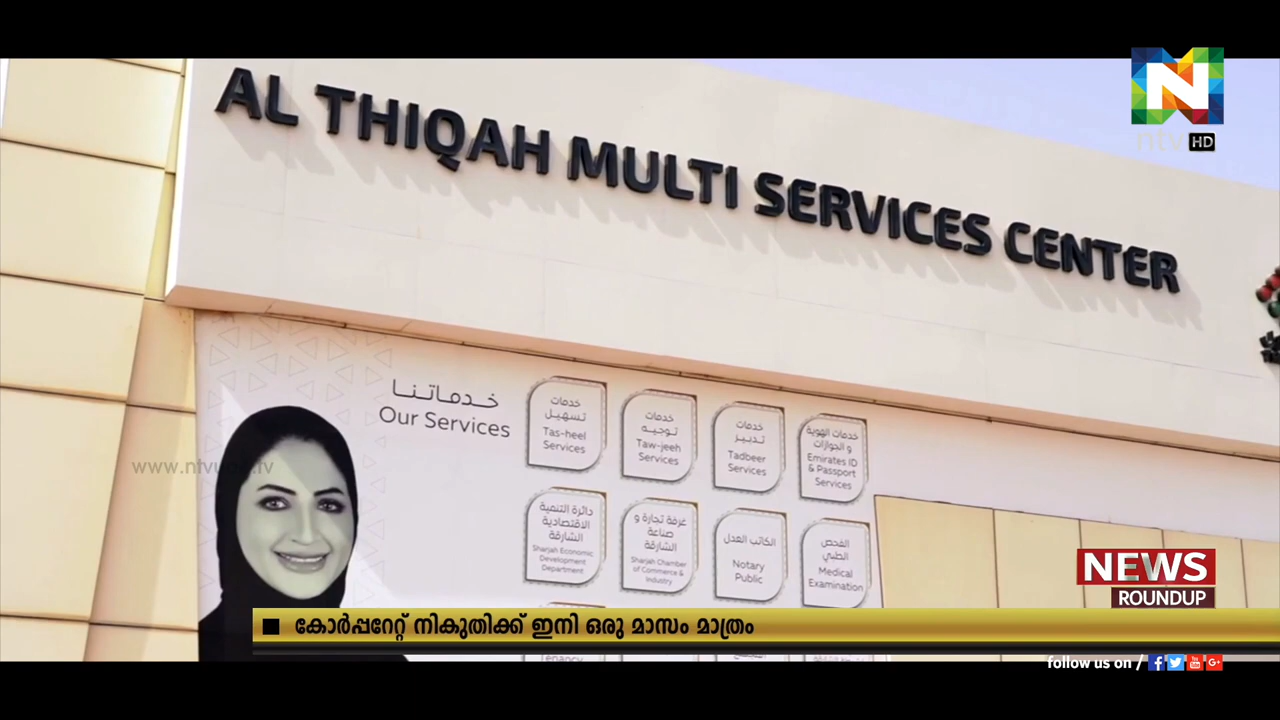 AL THIQAH MULTI SERVICES CENTER
N
ntv HD
خدماتنا
Our Services
خدمات
تسهيل
Tas-heel
Services
خدمات
توجيه
Taw-jeeh
Services
خدمات
تدبير
Tadbeer
Services
خدمات الهوية
و الجوازات
Emirates ID
& Passport
Services
دائرة التنمية
الاقتصادية
الشارقة
Sharjah Economic
Development
Department
غرفة تجارة و
صناعة
الشارقة
Sharjah Chamber
of Commerce &
Industry
الكاتب العدل
Notary
Public
الفحص
الطبي
Medical
Examination
Tenancy
NEWS
ROUNDUP
കോർപ്പറേറ്റ് നികുതിക്ക് ഇനി ഒരു മാസം മാത്രം
follow us on /